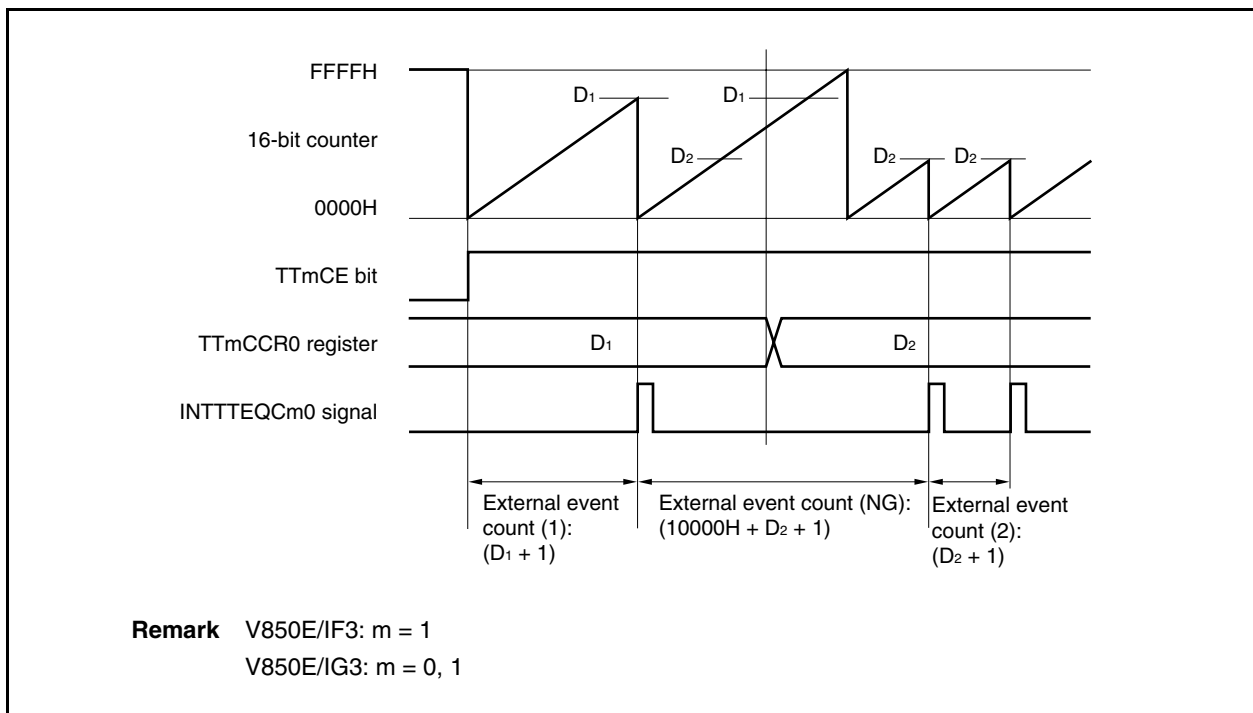 FFFFH
D1
D1
16-bit counter
D2
D2
D2
0000H
TTmCE bit
TTmCCR0 register
D1
D2
INTTTEQCm0 signal
External event count (1): (D1 + 1)
External event count (NG): (10000H + D2 + 1)
External event count (2): (D2 + 1)
Remark V850E/IF3: m = 1
V850E/IG3: m = 0, 1